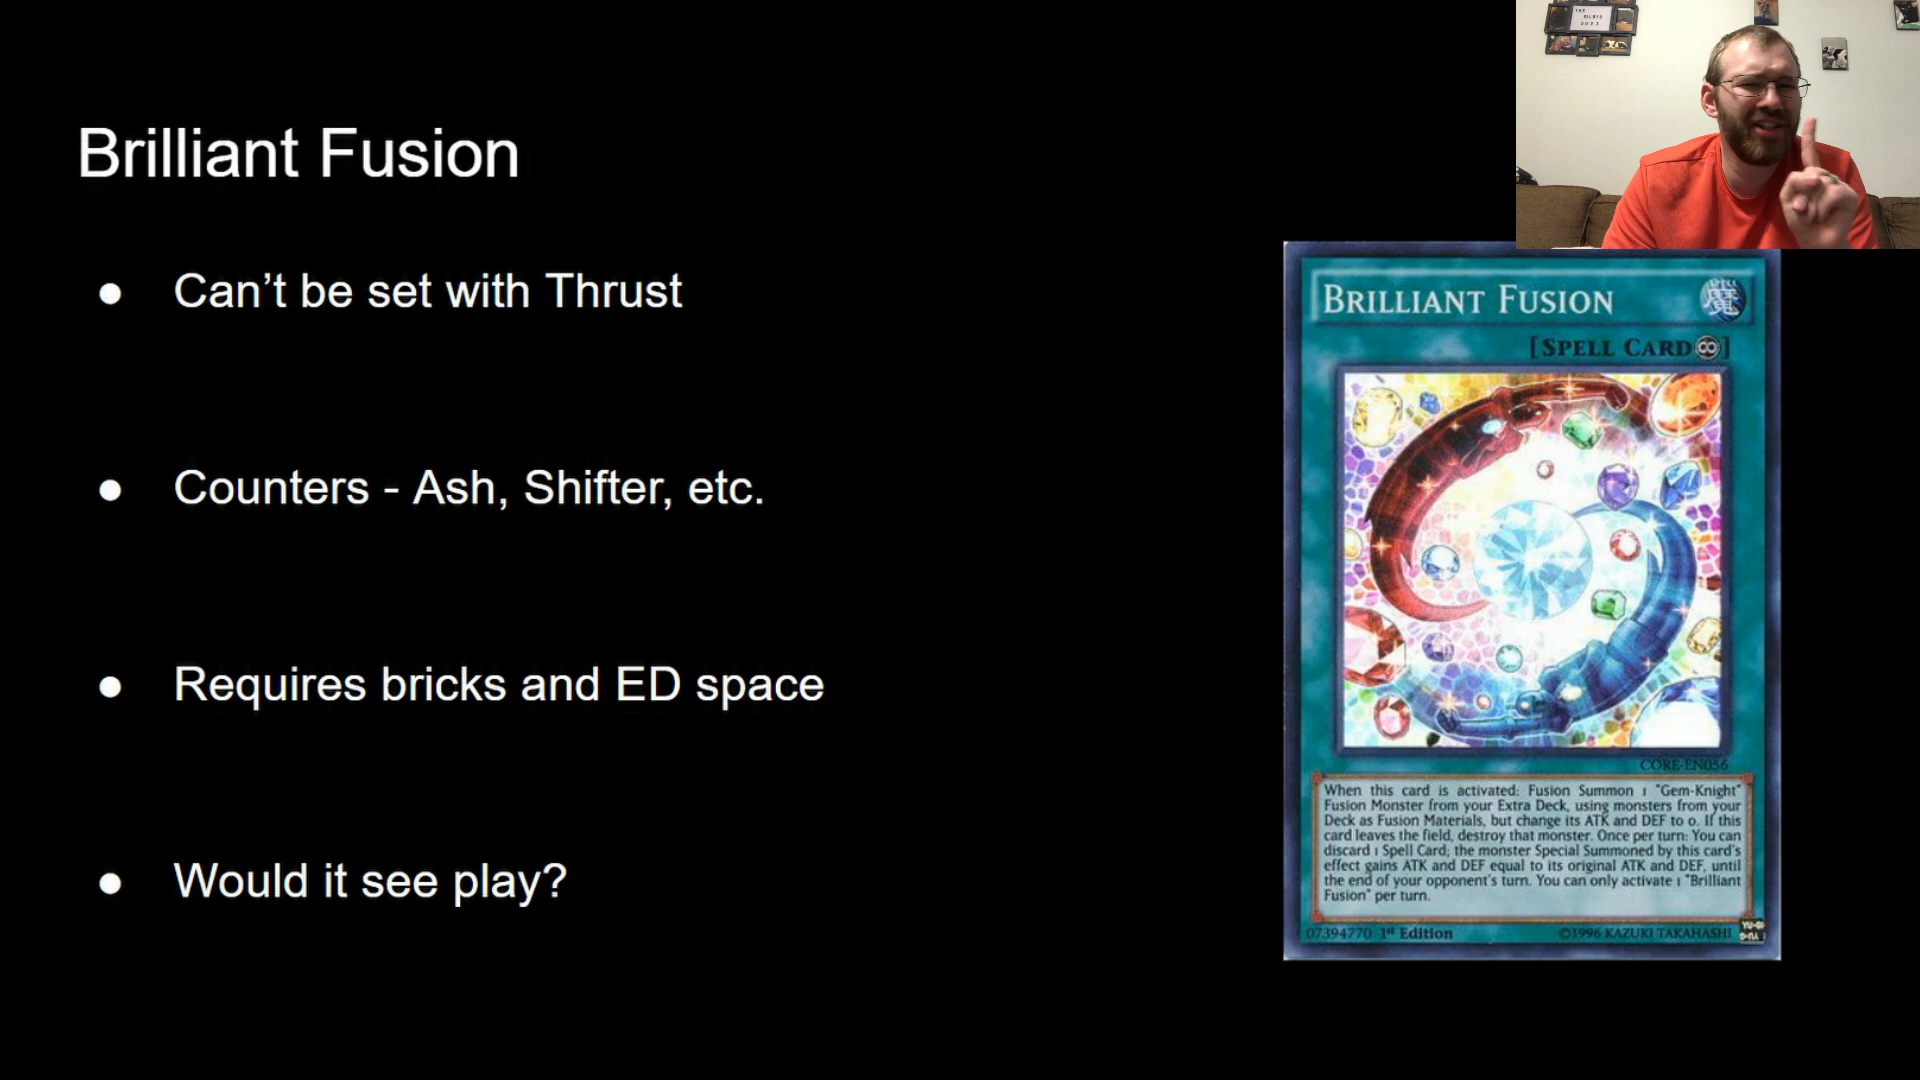 Brilliant Fusion
● Can’t be set with Thrust
● Counters - Ash, Shifter, etc.
● Requires bricks and ED space
● Would it see play?
THE
2023
BRILLIANT FUSION
魔
[SPELL CARD∞]
CORE-EN056
When this card is activated: Fusion Summon 1 "Gem-Knight"
Fusion Monster from your Extra Deck, using monsters from your
Deck as Fusion Materials, but change its ATK and DEF to 0. If this
card leaves the field, destroy that monster. Once per turn: You can
discard 1 Spell Card; the monster Special Summoned by this card's
effect gains ATK and DEF equal to its original ATK and DEF, until
the end of your opponent's turn. You can only activate 1 "Brilliant
Fusion" per turn.
07394770 1st Edition ©1996 KAZUKI TAKAHASHI